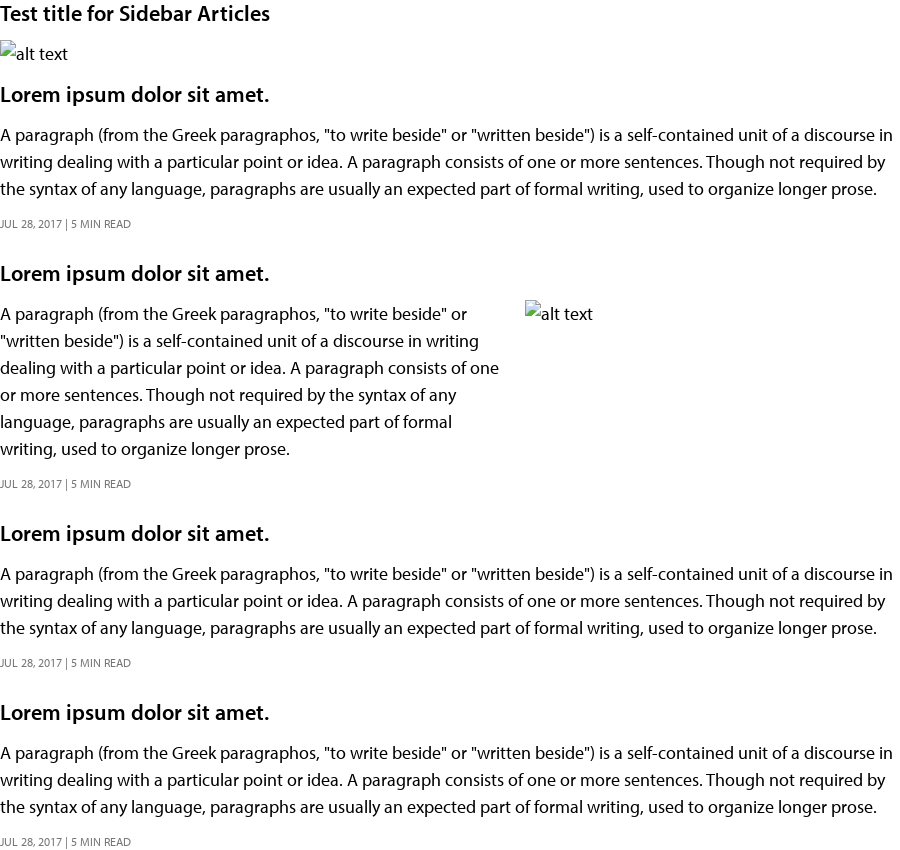 Test title for Sidebar Articles
alt text
Lorem ipsum dolor sit amet.
A paragraph (from the Greek paragraphos, "to write beside" or "written beside") is a self-contained unit of a discourse in
writing dealing with a particular point or idea. A paragraph consists of one or more sentences. Though not required by
the syntax of any language, paragraphs are usually an expected part of formal writing, used to organize longer prose.
JUL 28, 2017 | 5 MIN READ
Lorem ipsum dolor sit amet.
A paragraph (from the Greek paragraphos, "to write beside" or
"written beside") is a self-contained unit of a discourse in writing
dealing with a particular point or idea. A paragraph consists of one
or more sentences. Though not required by the syntax of any
language, paragraphs are usually an expected part of formal
writing, used to organize longer prose.
alt text
JUL 28, 2017 | 5 MIN READ
Lorem ipsum dolor sit amet.
A paragraph (from the Greek paragraphos, "to write beside" or "written beside") is a self-contained unit of a discourse in
writing dealing with a particular point or idea. A paragraph consists of one or more sentences. Though not required by
the syntax of any language, paragraphs are usually an expected part of formal writing, used to organize longer prose.
JUL 28, 2017 | 5 MIN READ
Lorem ipsum dolor sit amet.
A paragraph (from the Greek paragraphos, "to write beside" or "written beside") is a self-contained unit of a discourse in
writing dealing with a particular point or idea. A paragraph consists of one or more sentences. Though not required by
the syntax of any language, paragraphs are usually an expected part of formal writing, used to organize longer prose.
JUL 28, 2017 | 5 MIN READ